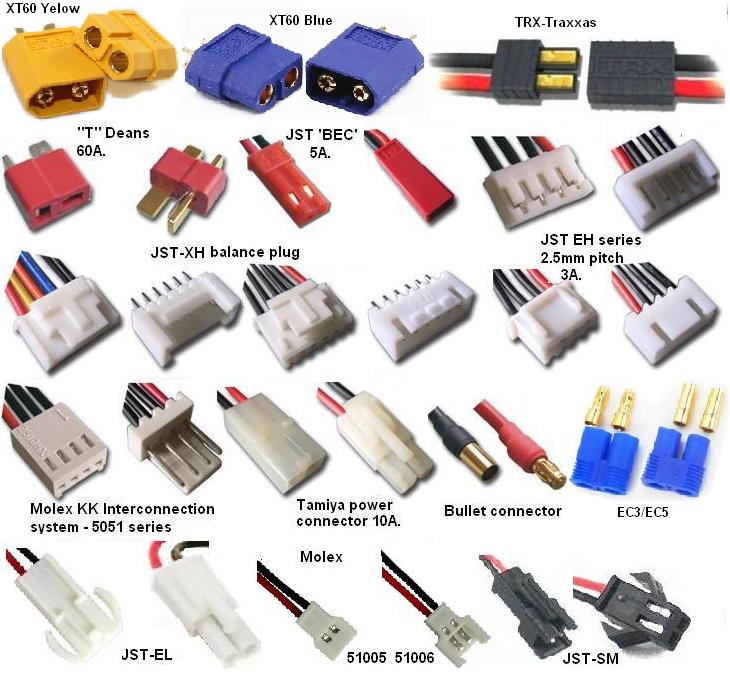 XT60 Yelow
XT60 Blue
TRX-Traxxas
"T" Deans
60A.
JST 'BEC'
5A.
JST-XH balance plug
JST EH series
2.5mm pitch
3A.
Molex KK Interconnection
system - 5051 series
Tamiya power
connector 10A.
Bullet connector
EC3/EC5
Molex
JST-EL
51005 51006
JST-SM